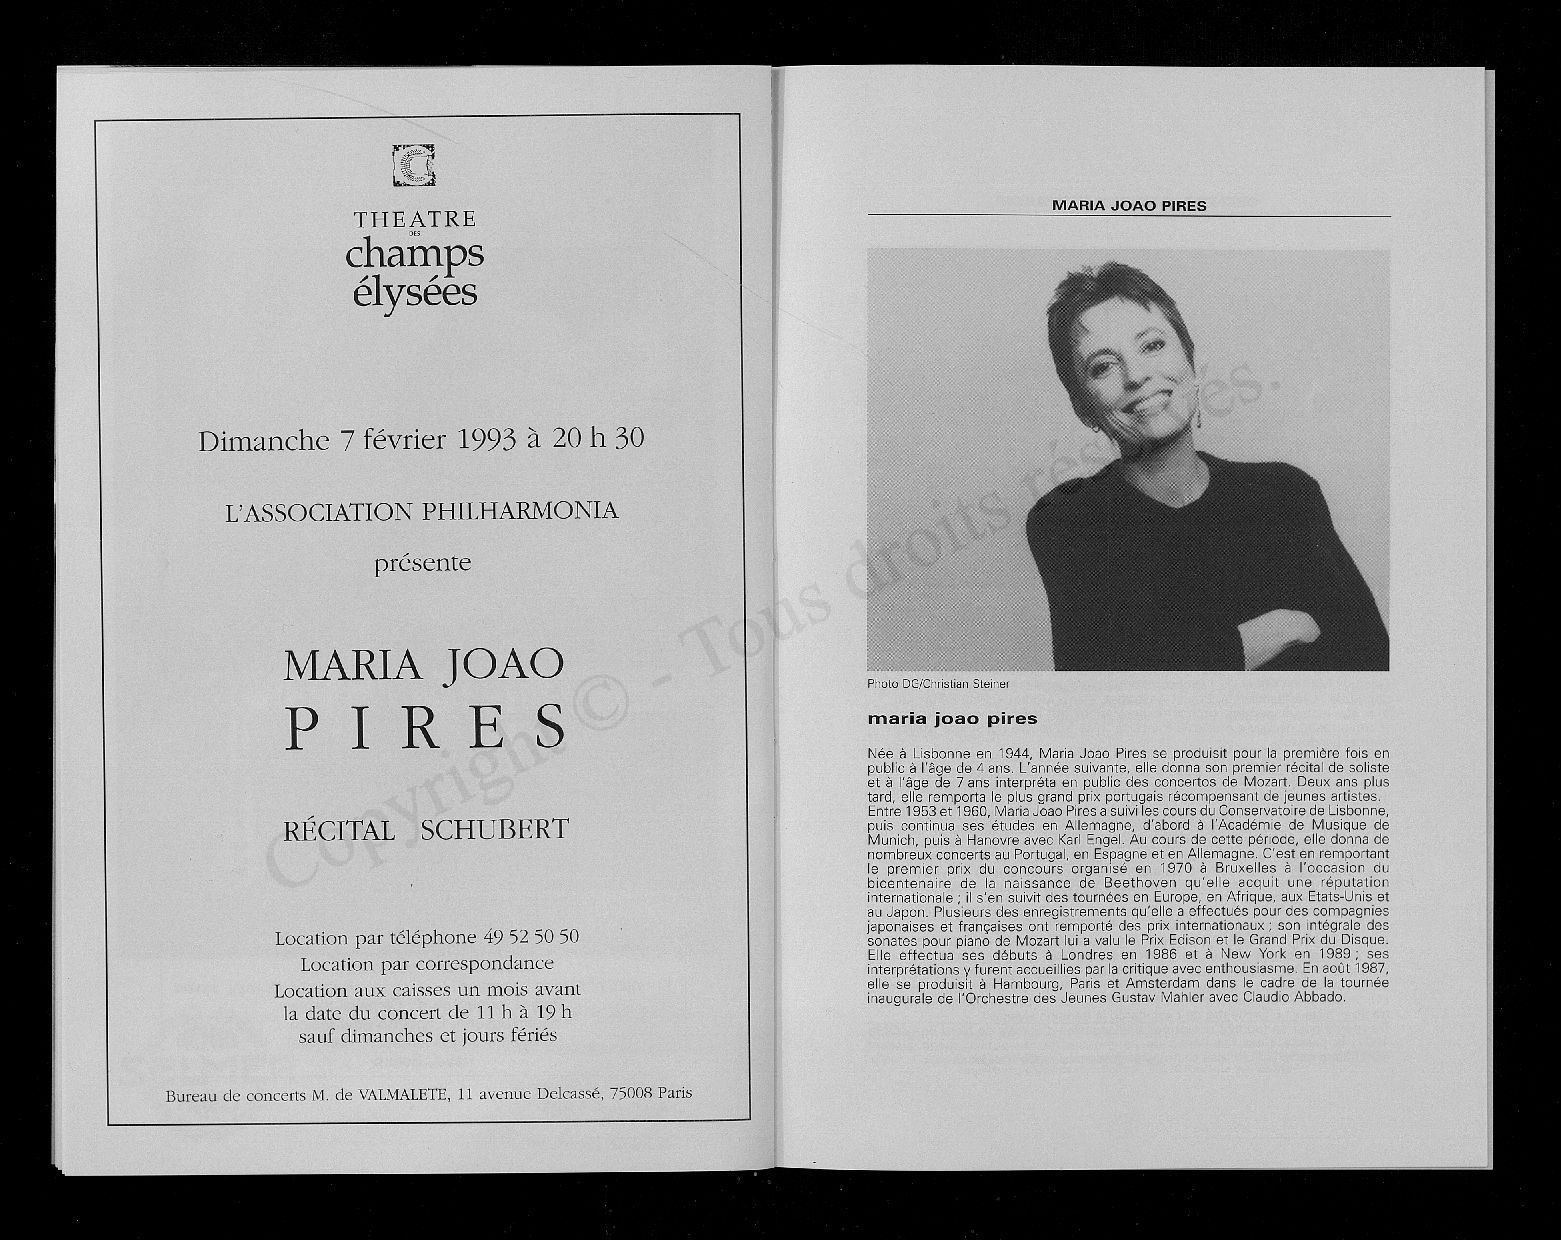 THEATRE
DES
champs
élysées
Dimanche 7 février 1993 à 20 h 30
L'ASSOCIATION PHILHARMONIA
présente
MARIA JOAO
PIRES
RÉCITAL SCHUBERT
Location par téléphone 49 52 50 50
Location par correspondance
Location aux caisses un mois avant
la date du concert de 11 h à 19 h
sauf dimanches et jours fériés
Bureau de concerts M. de VALMALETE, 11 avenue Delcassé, 75008 Paris
MARIA JOAO PIRES
Photo DG/Christian Steiner
maria joao pires
Née à Lisbonne en 1944, Maria Joao Pires se produisit pour la première fois en
public à l'âge de 4 ans. L'année suivante, elle donna son premier récital de soliste
et à l'âge de 7 ans interpréta en public des concertos de Mozart. Deux ans plus
tard, elle remporta le plus grand prix portugais récompensant de jeunes artistes.
Entre 1953 et 1960, Maria Joao Pires a suivi les cours du Conservatoire de Lisbonne,
puis continua ses études en Allemagne, d'abord à l'Académie de Musique de
Munich, puis à Hanovre avec Karl Engel. Au cours de cette période, elle donna de
nombreux concerts au Portugal, en Espagne et en Allemagne. C'est en remportant
le premier prix du concours organisé en 1970 à Bruxelles à l'occasion du
bicentenaire de la naissance de Beethoven qu'elle acquit une réputation
internationale ; il s'en suivit des tournées en Europe, en Afrique, aux Etats-Unis et
au Japon. Plusieurs des enregistrements qu'elle a effectués pour des compagnies
japonaises et françaises ont remporté des prix internationaux ; son intégrale des
sonates pour piano de Mozart lui a valu le Prix Edison et le Grand Prix du Disque.
Elle effectua ses débuts à Londres en 1986 et à New York en 1989 ; ses
interprétations y furent accueillies par la critique avec enthousiasme. En août 1987,
elle se produisit à Hambourg, Paris et Amsterdam dans le cadre de la tournée
inaugurale de l'Orchestre des Jeunes Gustav Mahler avec Claudio Abbado.
Copyright © - Tous droits réservés.